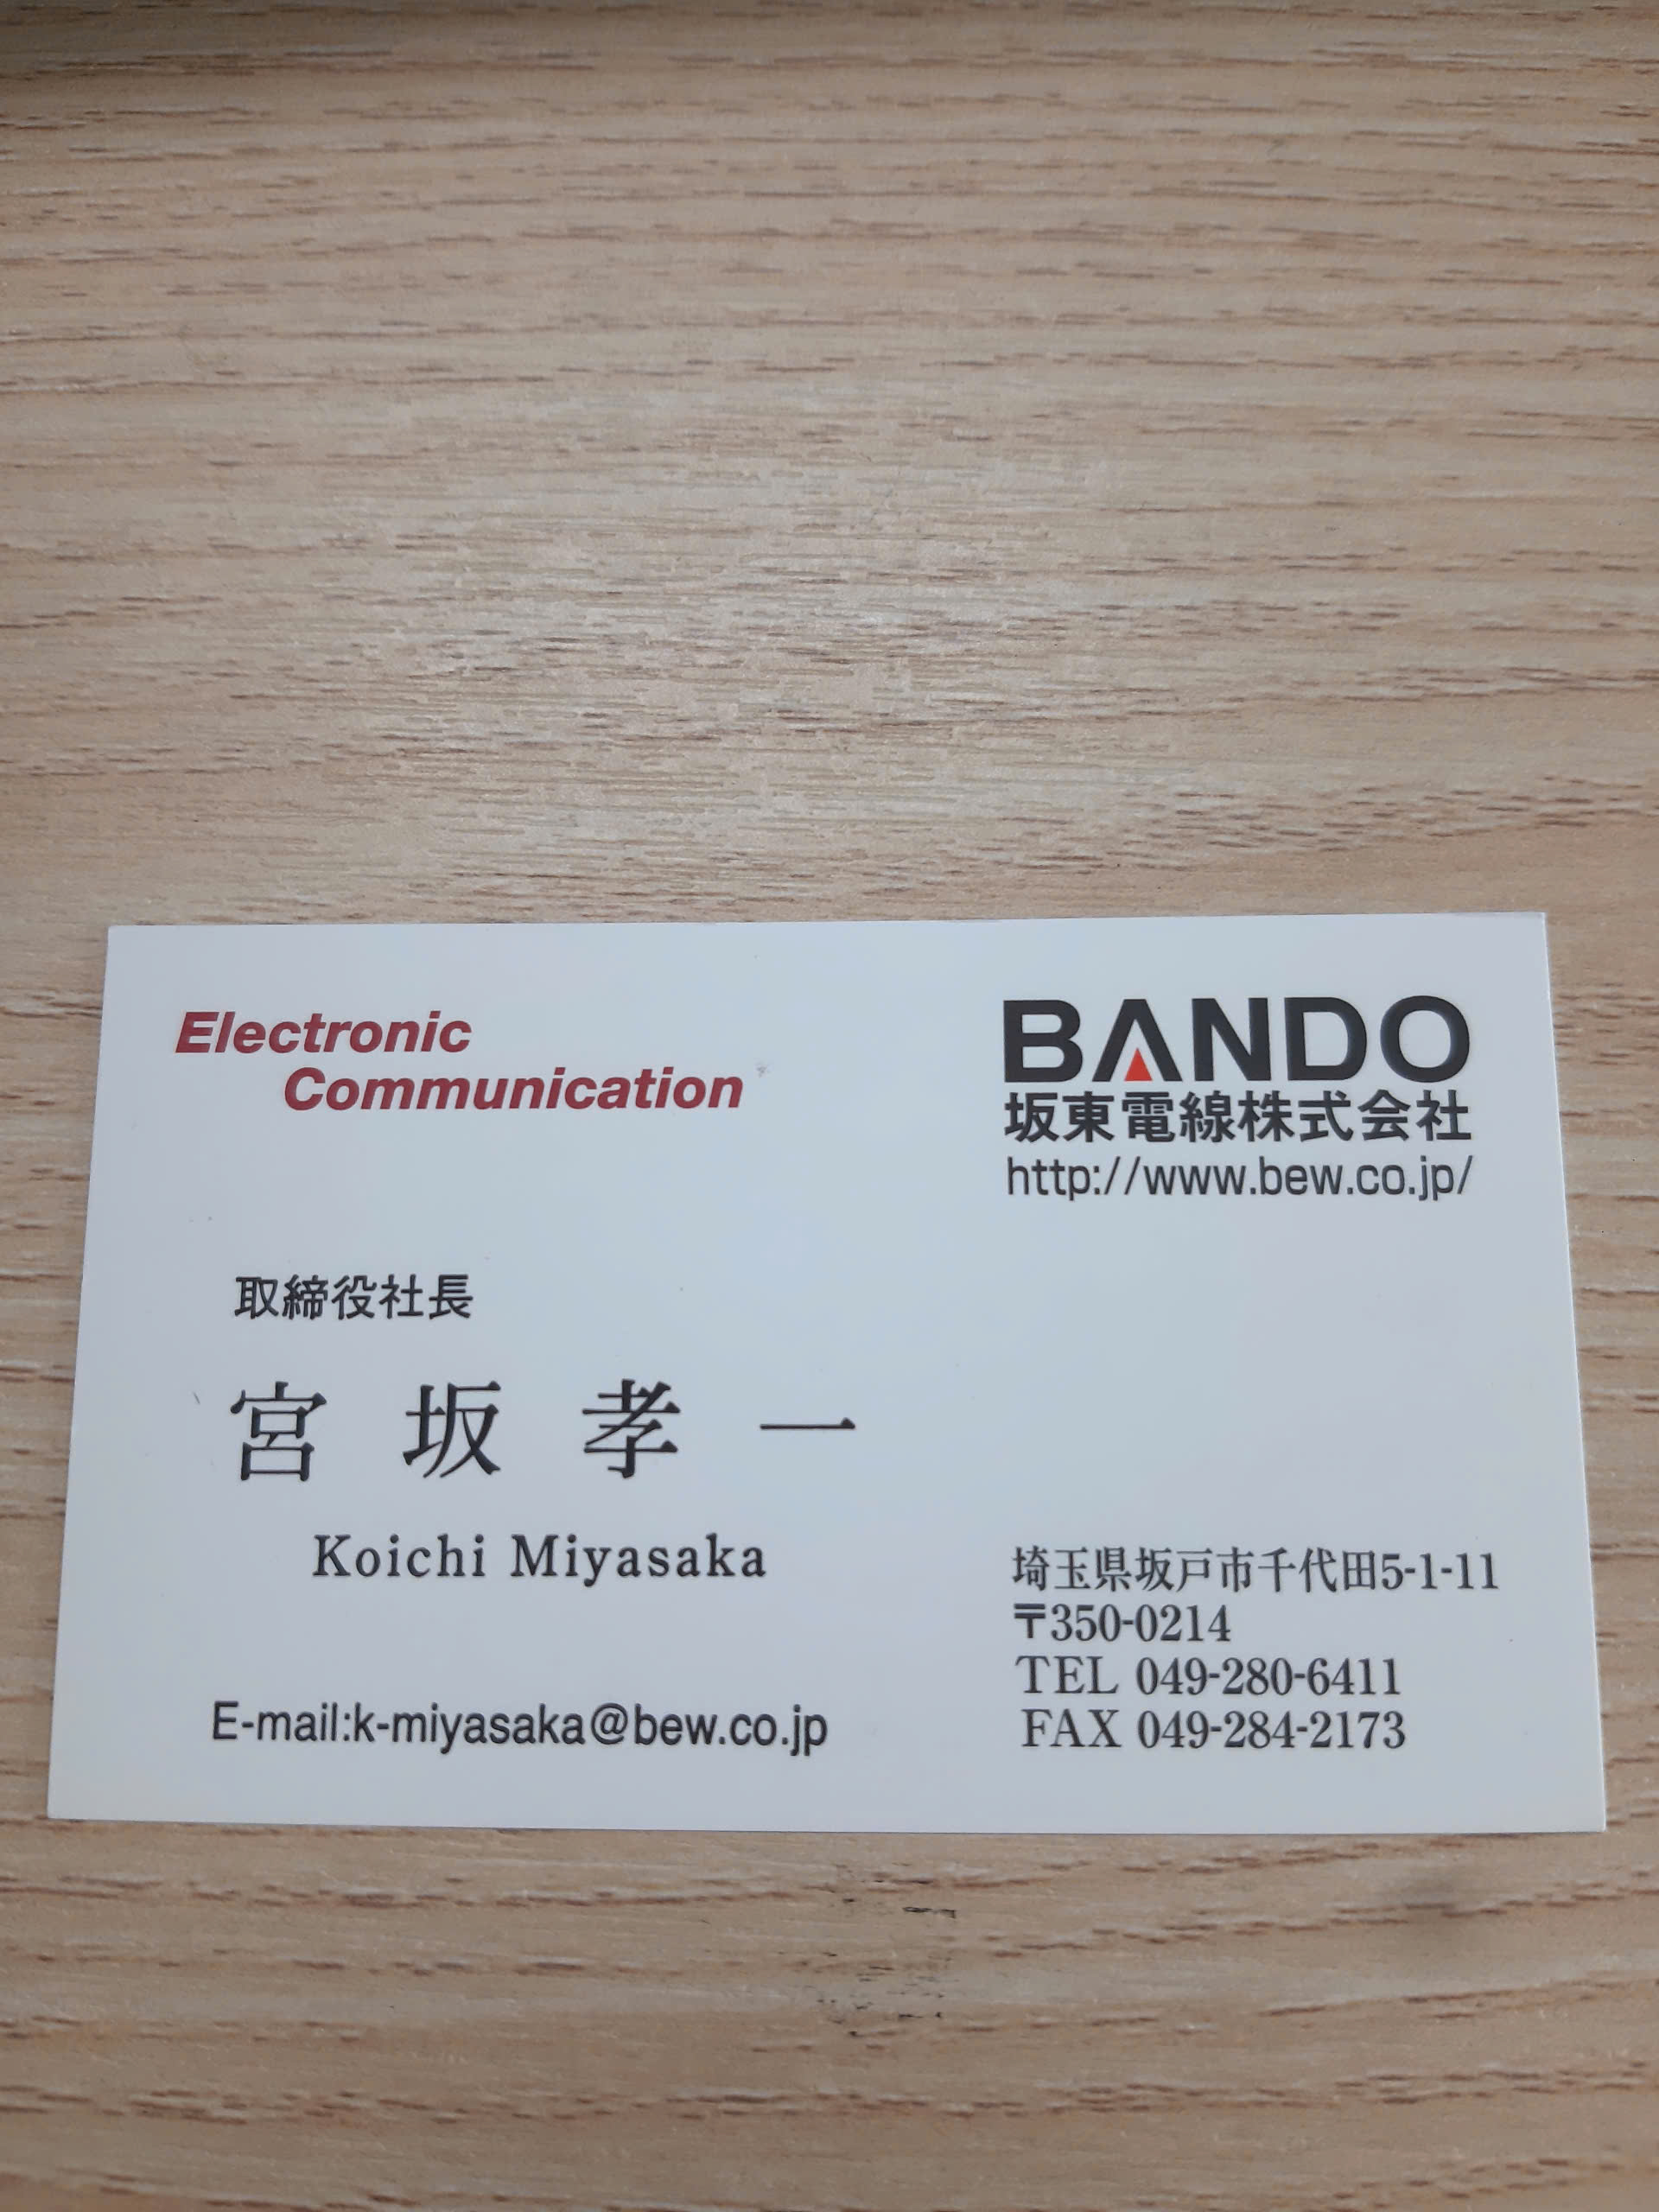 Electronic
Communication
BANDO
坂東電線株式会社
http://www.bew.co.jp/
取締役社長
宮坂孝一
Koichi Miyasaka
E-mail:k-miyasaka@bew.co.jp
埼玉県坂戸市千代田5-1-11
〒350-0214
TEL 049-280-6411
FAX 049-284-2173